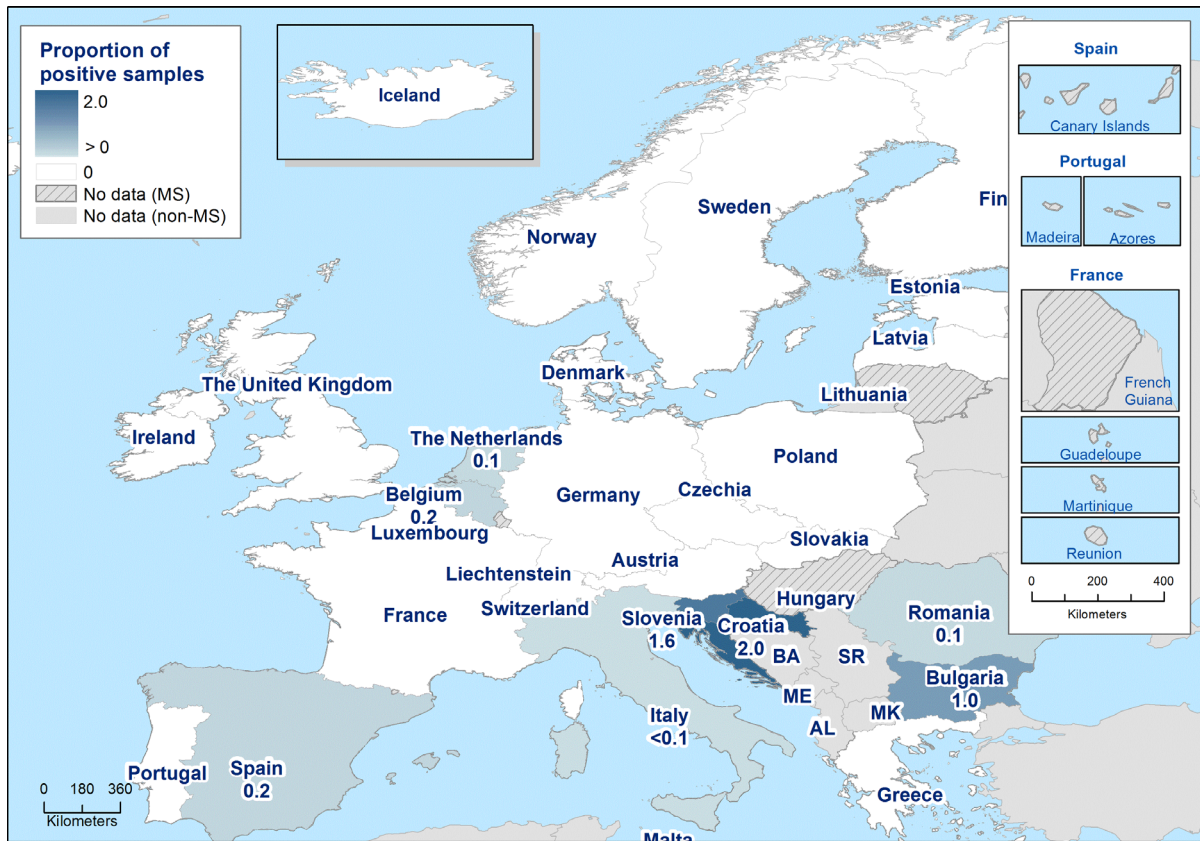 Proportion of
positive samples
2.0
> 0
0
No data (MS)
No data (non-MS)
Iceland
Spain
Canary Islands
Portugal
Madeira
Azores
France
French
Guiana
Guadeloupe
Martinique
Reunion
0 200 400
Kilometers
Sweden
Fin
Norway
Estonia
Latvia
Denmark
Lithuania
The United Kingdom
Ireland
The Netherlands
0.1
Poland
Belgium
0.2
Germany
Czechia
Luxembourg
Slovakia
Austria
Liechtenstein
Hungary
Switzerland
France
Slovenia
1.6
Croatia
2.0
Romania
0.1
BA
SR
Bulgaria
1.0
ME
MK
AL
Italy
<0.1
Portugal
Spain
0.2
Greece
0 180 360
Kilometers
Malta